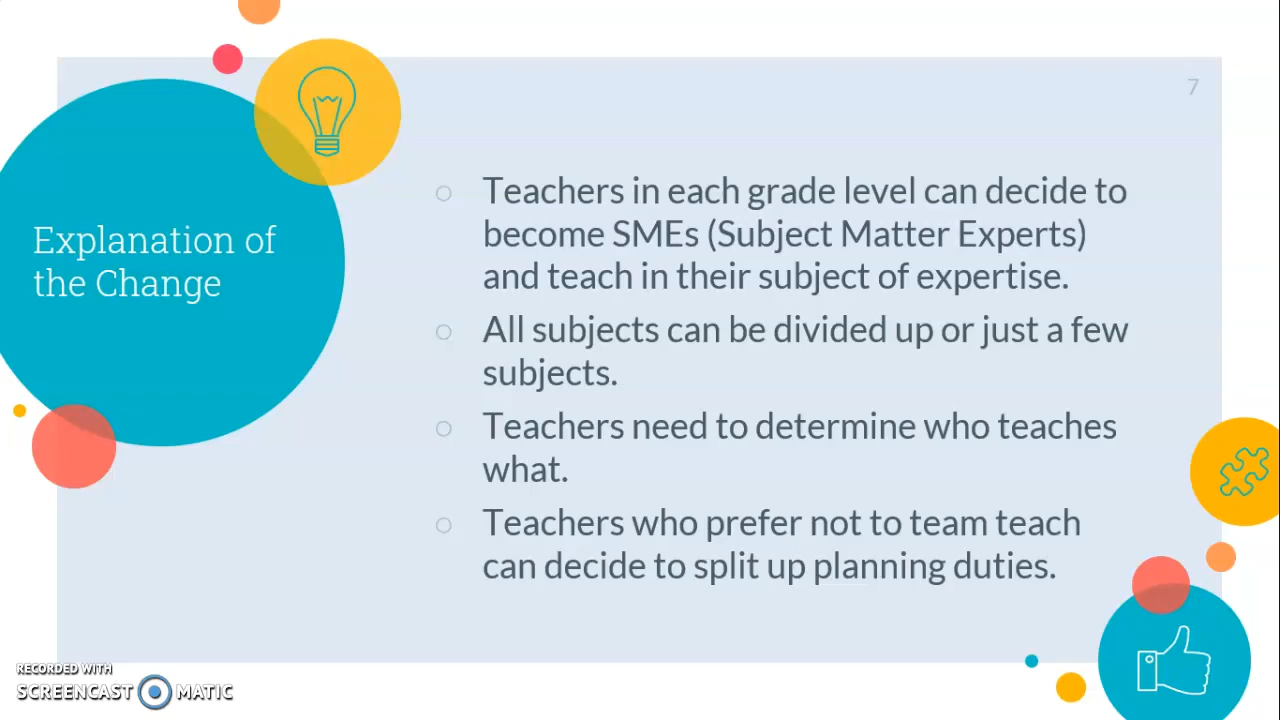 7
Explanation of
the Change
Teachers in each grade level can decide to
become SMEs (Subject Matter Experts)
and teach in their subject of expertise.
All subjects can be divided up or just a few
subjects.
Teachers need to determine who teaches
what.
Teachers who prefer not to team teach
can decide to split up planning duties.
RECORDED WITH
SCREENCAST MATIC